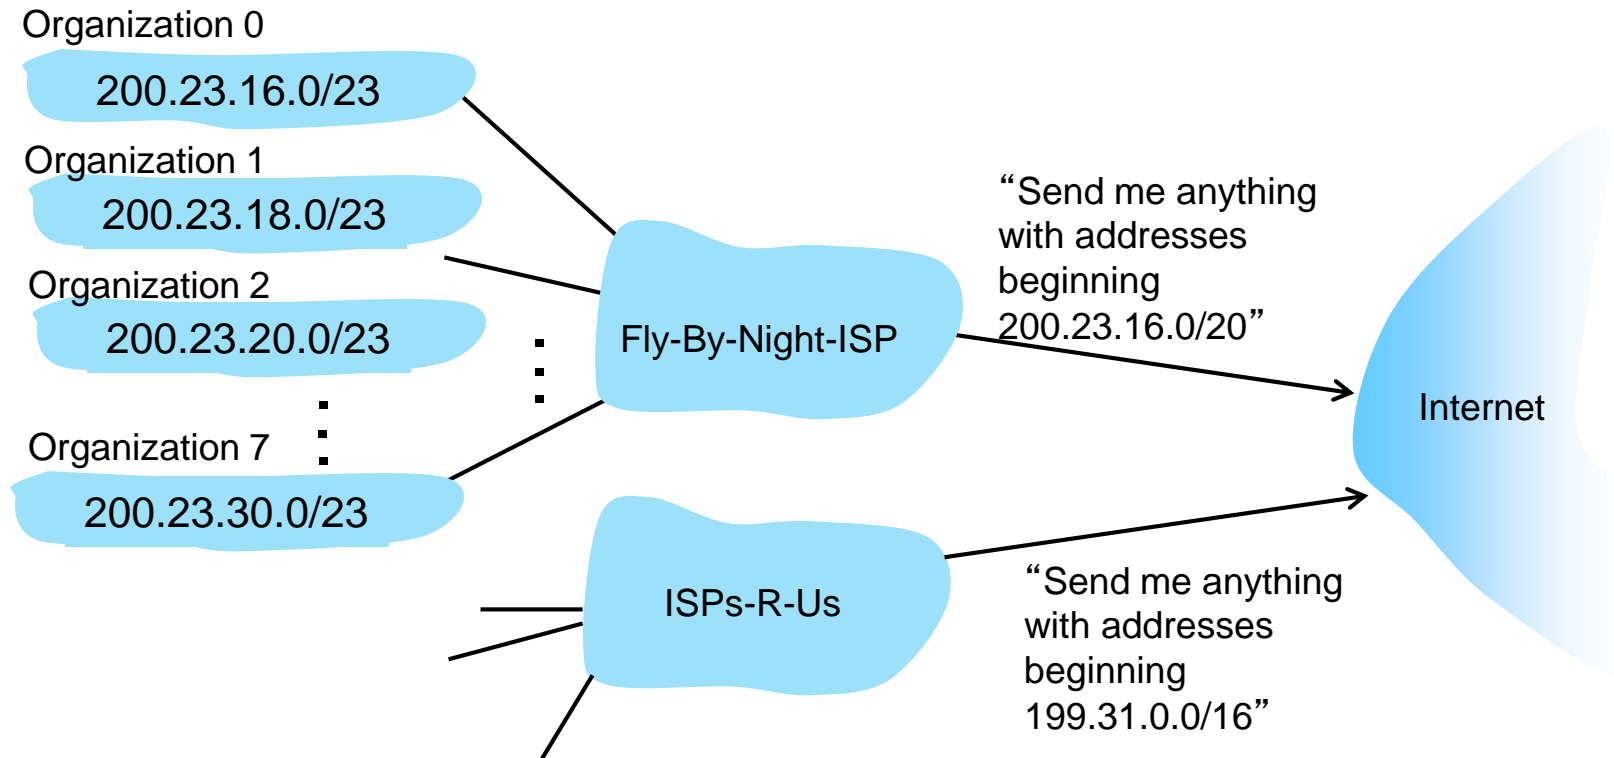 Organization 0
200.23.16.0/23
Organization 1
200.23.18.0/23
Organization 2
200.23.20.0/23
Organization 7
200.23.30.0/23
Fly-By-Night-ISP
“Send me anything
with addresses
beginning
200.23.16.0/20”
Internet
ISPs-R-Us
“Send me anything
with addresses
beginning
199.31.0.0/16”